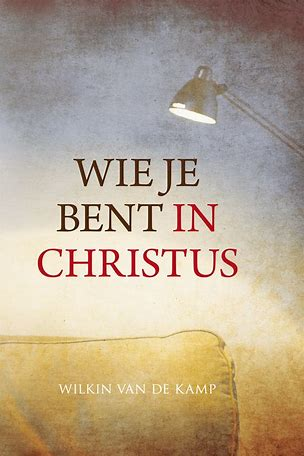 WIE JE
BENT IN
CHRISTUS
WILKIN VAN DE KAMP